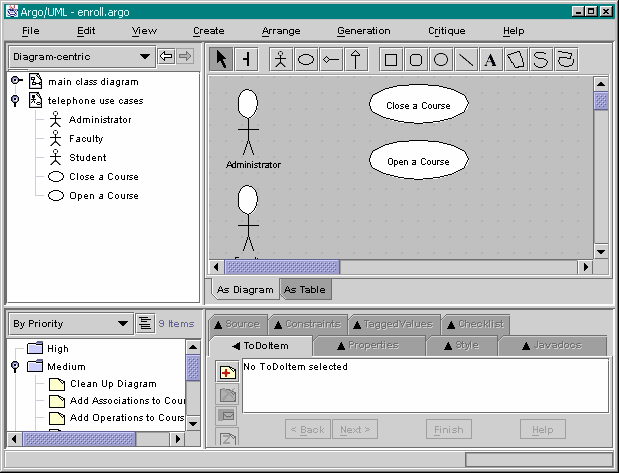 Argo/UML - enroll.argo
File Edit View Create Arrange Generation Critique Help
Diagram-centric
main class diagram
telephone use cases
Administrator
Faculty
Student
Close a Course
Open a Course
A
Close a Course
Open a Course
Administrator
As Diagram As Table
By Priority 9 Items
High
Medium
Clean Up Diagram
Add Associations to Cour
Add Operations to Cours
Source Constraints TaggedValues Checklist
ToDoItem Properties Style Javadocs
No ToDoItem selected
< Back Next > Finish Help